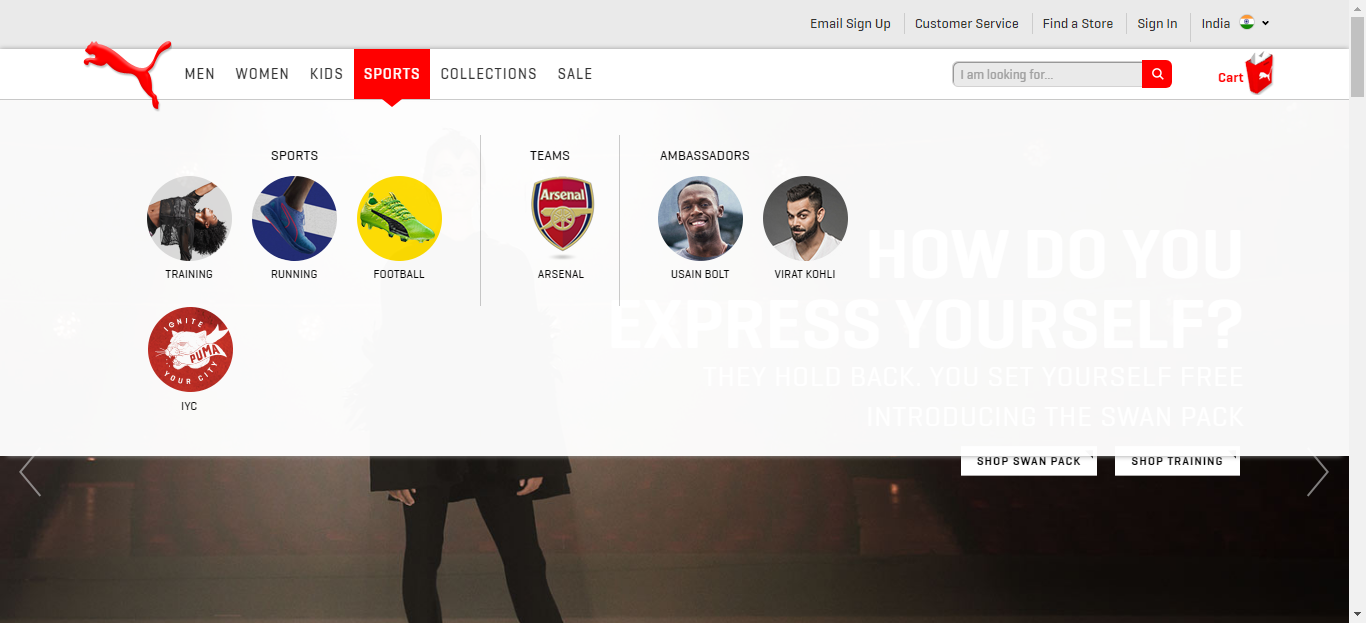 Email Sign Up
Customer Service
Find a Store
Sign In
India
MEN
WOMEN
KIDS
SPORTS
COLLECTIONS
SALE
I am looking for...
Cart
SPORTS
TEAMS
AMBASSADORS
Arsenal
TRAINING
RUNNING
FOOTBALL
ARSENAL
USAIN BOLT
VIRAT KOHLI
HOW DO YOU
EXPRESS YOURSELF?
THEY HOLD BACK. YOU SET YOURSELF FREE
INTRODUCING THE SWAN PACK
IGNITE
PUMA
YOUR CITY
IYC
SHOP SWAN PACK
SHOP TRAINING